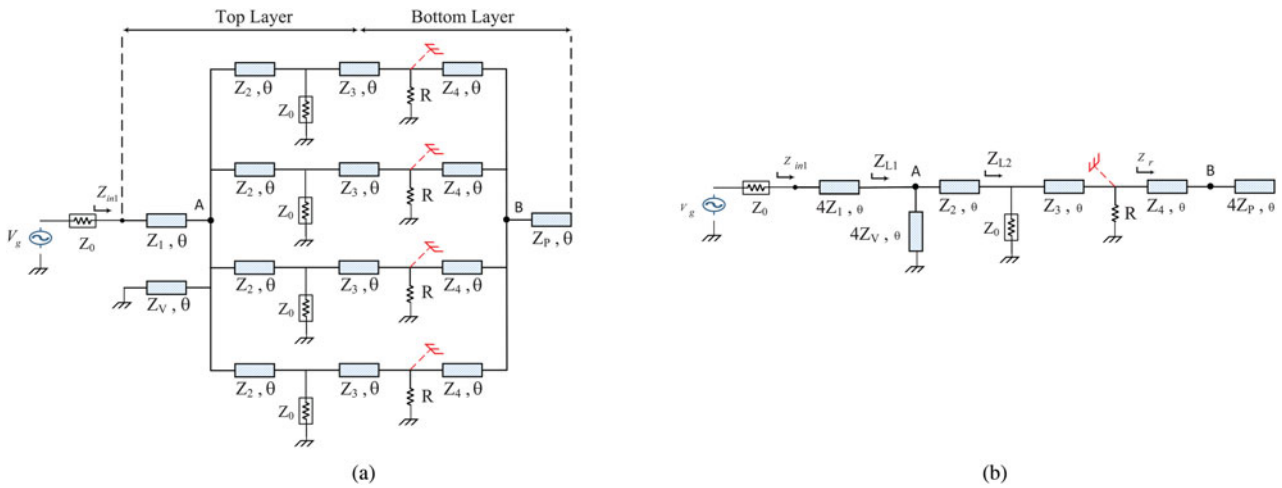 Top Layer
Bottom Layer
Z2 , θ
Z3 , θ
Z4 , θ
Z0
R
Z2 , θ
Z3 , θ
Z4 , θ
Z0
R
Zin1
A
B
Vg
Z0
Z1 , θ
ZP , θ
Z2 , θ
Z3 , θ
Z4 , θ
ZV , θ
Z0
R
Z2 , θ
Z3 , θ
Z4 , θ
Z0
R
(a)
Z in1
ZL1
A
ZL2
Zr
B
Vg
Z0
4Z1 , θ
Z2 , θ
Z3 , θ
Z4 , θ
4ZP , θ
4ZV , θ
Z0
R
(b)